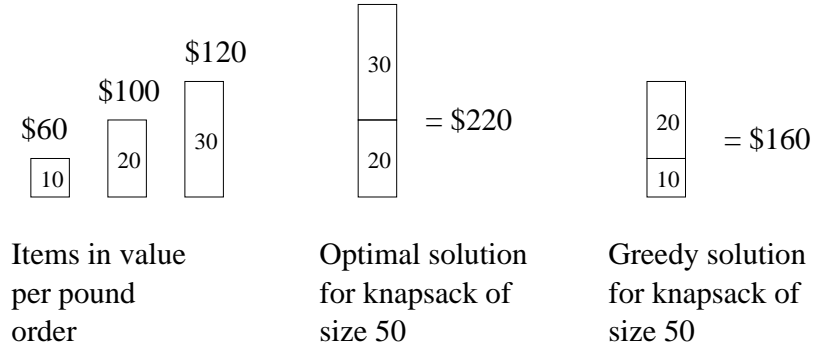 $60
10
$100
20
$120
30
Items in value
per pound
order
30
20
= $220
Optimal solution
for knapsack of
size 50
20
10
= $160
Greedy solution
for knapsack of
size 50